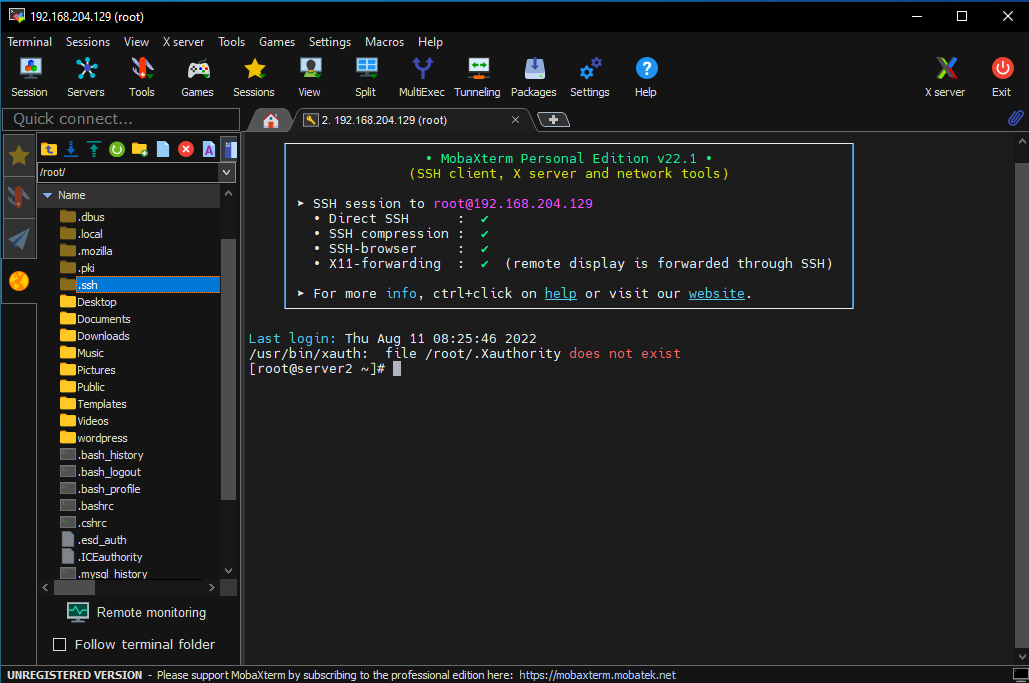 192.168.204.129 (root)
Terminal Sessions View X server Tools Games Settings Macros Help
Session Servers Tools Games Sessions View Split MultiExec Tunneling Packages Settings Help X server Exit
Quick connect...
2. 192.168.204.129 (root)
/root/
Name
.dbus
.local
.mozilla
.pki
.ssh
Desktop
Documents
Downloads
Music
Pictures
Public
Templates
Videos
wordpress
.bash_history
.bash_logout
.bash_profile
.bashrc
.cshrc
.esd_auth
.ICEauthority
.mysql_history
Remote monitoring
Follow terminal folder
• MobaXterm Personal Edition v22.1 •
(SSH client, X server and network tools)
➤ SSH session to root@192.168.204.129
• Direct SSH : ✔
• SSH compression : ✔
• SSH-browser : ✔
• X11-forwarding : ✔ (remote display is forwarded through SSH)
➤ For more info, ctrl+click on help or visit our website.
Last login: Thu Aug 11 08:25:46 2022
/usr/bin/xauth: file /root/.Xauthority does not exist
[root@server2 ~]#
UNREGISTERED VERSION - Please support MobaXterm by subscribing to the professional edition here: https://mobaxterm.mobatek.net